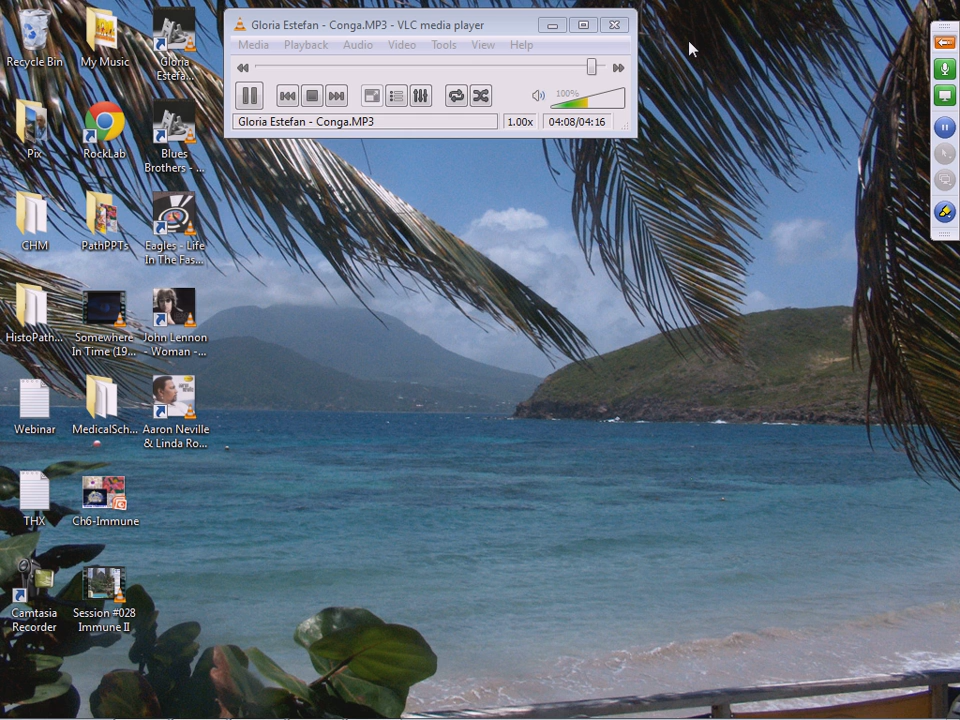 Gloria Estefan - Conga.MP3 - VLC media player
Media Playback Audio Video Tools View Help
100%
Gloria Estefan - Conga.MP3 1.00x 04:08/04:16
Recycle Bin
My Music
Gloria
Estefa...
Pix
RockLab
Blues
Brothers - ...
CHM
PathPPTs
Eagles - Life
In The Fas...
HistoPath...
Somewhere
In Time (19...
John Lennon
- Woman -...
Webinar
MedicalSch...
Aaron Neville
& Linda Ro...
THX
Ch6-Immune
Camtasia
Recorder
Session #028
Immune II